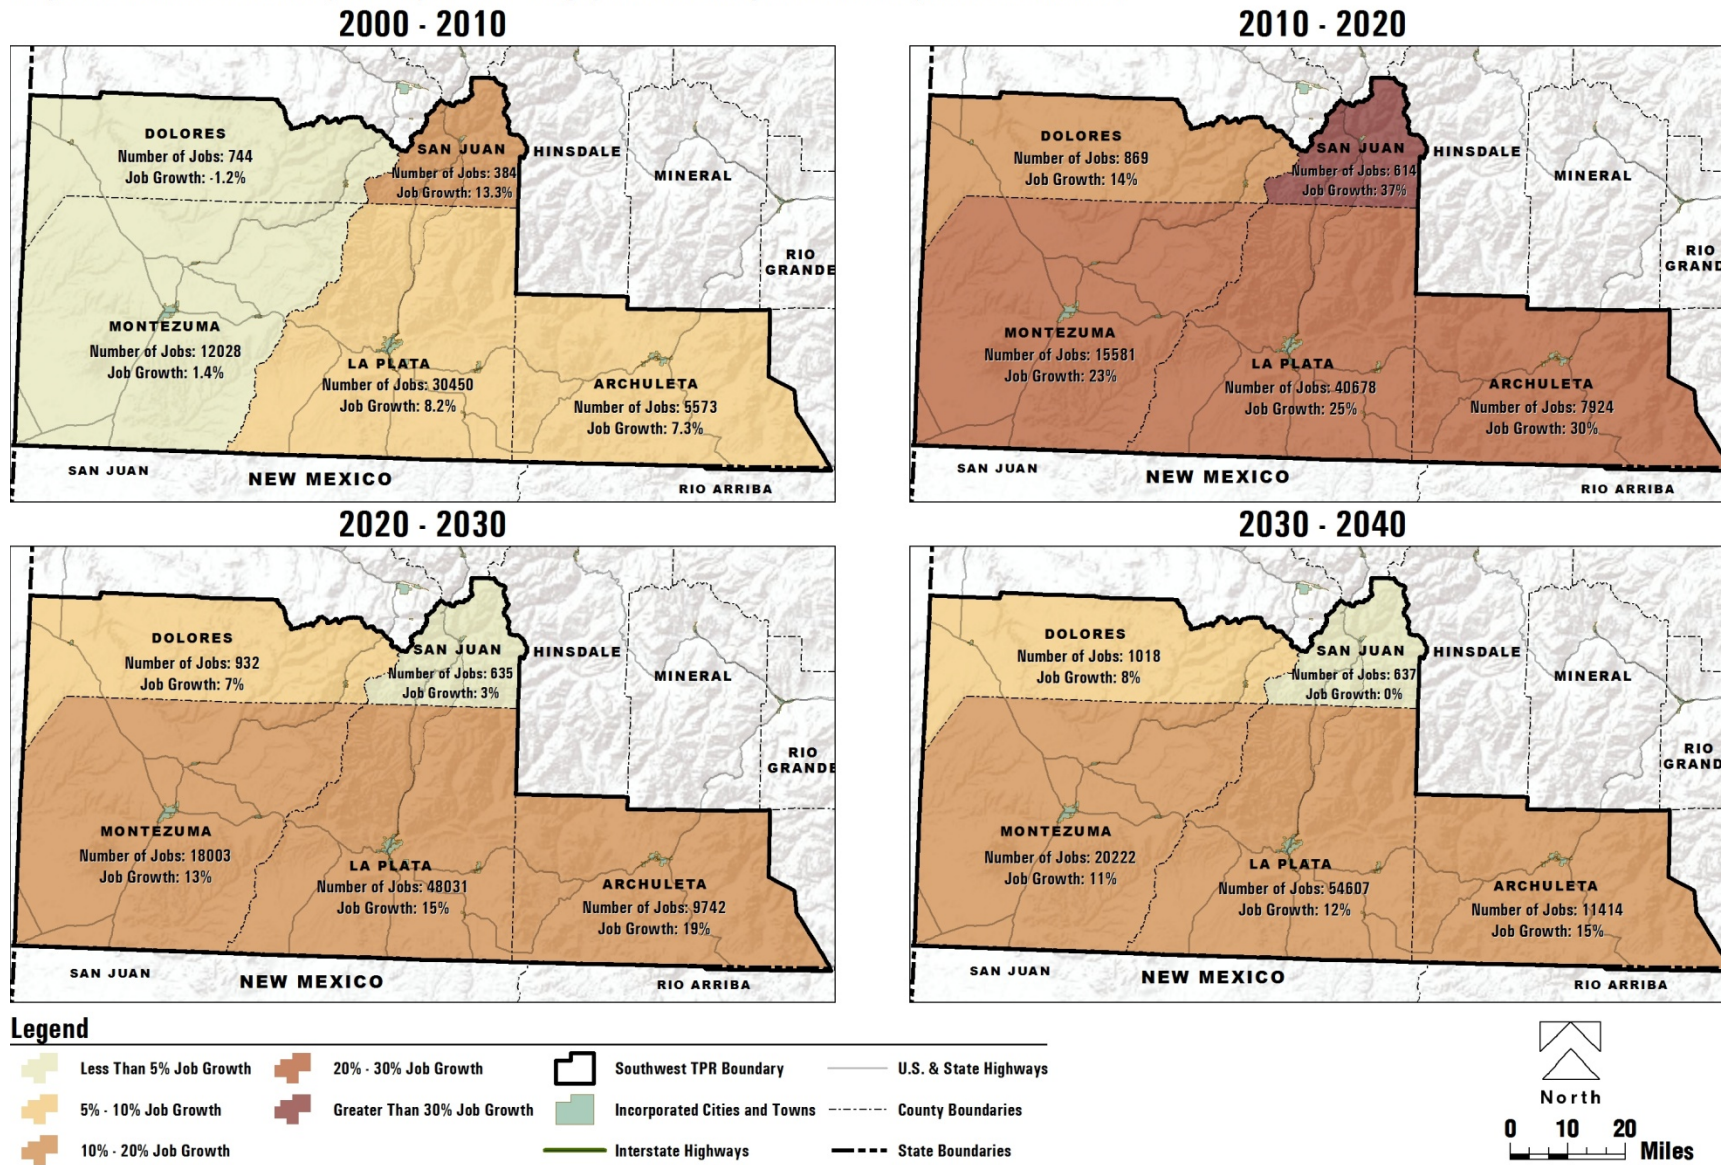 2000 - 2010
DOLORES
Number of Jobs: 744
Job Growth: -1.2%
SAN JUAN
Number of Jobs: 384
Job Growth: 13.3%
HINSDALE
MINERAL
RIO
GRANDE
MONTEZUMA
Number of Jobs: 12028
Job Growth: 1.4%
LA PLATA
Number of Jobs: 30450
Job Growth: 8.2%
ARCHULETA
Number of Jobs: 5573
Job Growth: 7.3%
SAN JUAN
NEW MEXICO
RIO ARRIBA
2010 - 2020
DOLORES
Number of Jobs: 869
Job Growth: 14%
SAN JUAN
Number of Jobs: 614
Job Growth: 37%
HINSDALE
MINERAL
RIO
GRAND
MONTEZUMA
Number of Jobs: 15581
Job Growth: 23%
LA PLATA
Number of Jobs: 40678
Job Growth: 25%
ARCHULETA
Number of Jobs: 7924
Job Growth: 30%
SAN JUAN
NEW MEXICO
RIO ARRIBA
2020 - 2030
DOLORES
Number of Jobs: 932
Job Growth: 7%
SAN JUAN
Number of Jobs: 635
Job Growth: 3%
HINSDALE
MINERAL
RIO
GRANDE
MONTEZUMA
Number of Jobs: 18003
Job Growth: 13%
LA PLATA
Number of Jobs: 48031
Job Growth: 15%
ARCHULETA
Number of Jobs: 9742
Job Growth: 19%
SAN JUAN
NEW MEXICO
RIO ARRIBA
2030 - 2040
DOLORES
Number of Jobs: 1018
Job Growth: 8%
SAN JUAN
Number of Jobs: 637
Job Growth: 0%
HINSDALE
MINERAL
RIO
GRAND
MONTEZUMA
Number of Jobs: 20222
Job Growth: 11%
LA PLATA
Number of Jobs: 54607
Job Growth: 12%
ARCHULETA
Number of Jobs: 11414
Job Growth: 15%
SAN JUAN
NEW MEXICO
RIO ARRIBA
Legend
Less Than 5% Job Growth
5% - 10% Job Growth
10% - 20% Job Growth
20% - 30% Job Growth
Greater Than 30% Job Growth
Southwest TPR Boundary
Incorporated Cities and Towns
Interstate Highways
U.S. & State Highways
County Boundaries
State Boundaries
North
0 10 20
Miles